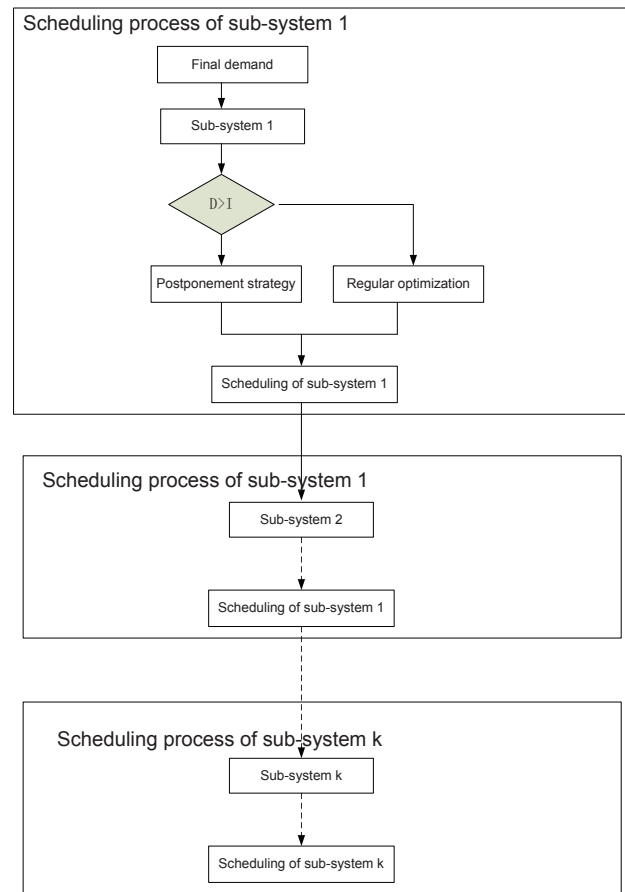 Scheduling process of sub-system 1
Final demand
Sub-system 1
D>I
Postponement strategy
Regular optimization
Scheduling of sub-system 1
Scheduling process of sub-system 1
Sub-system 2
Scheduling of sub-system 1
Scheduling process of sub-system k
Sub-system k
Scheduling of sub-system k